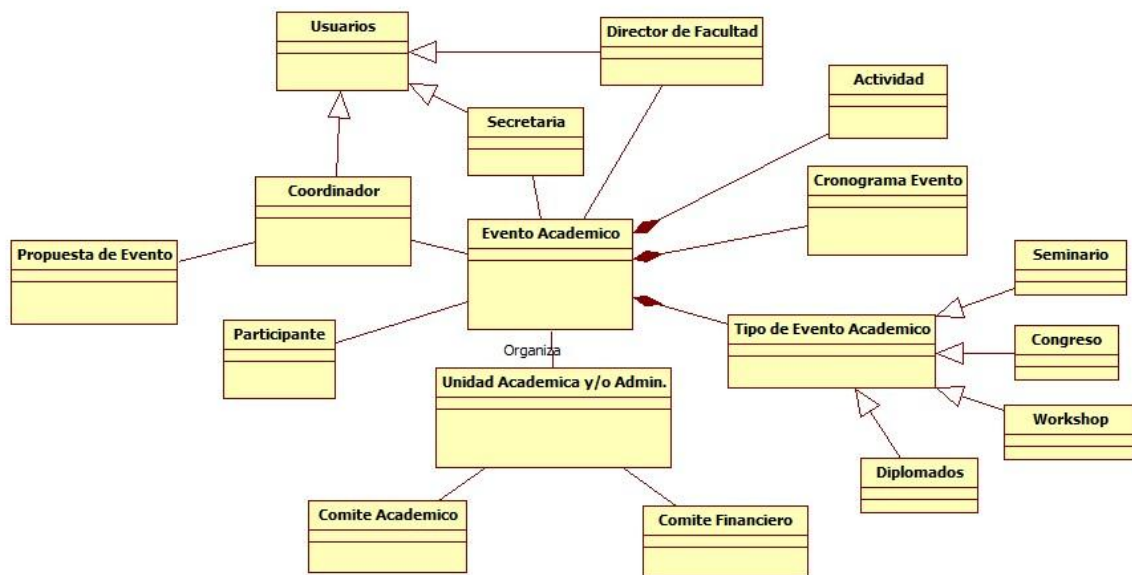 Usuarios
Director de Facultad
Actividad
Secretaria
Cronograma Evento
Coordinador
Evento Academico
Propuesta de Evento
Seminario
Participante
Tipo de Evento Academico
Congreso
Organiza
Unidad Academica y/o Admin.
Workshop
Diplomados
Comite Academico
Comite Financiero